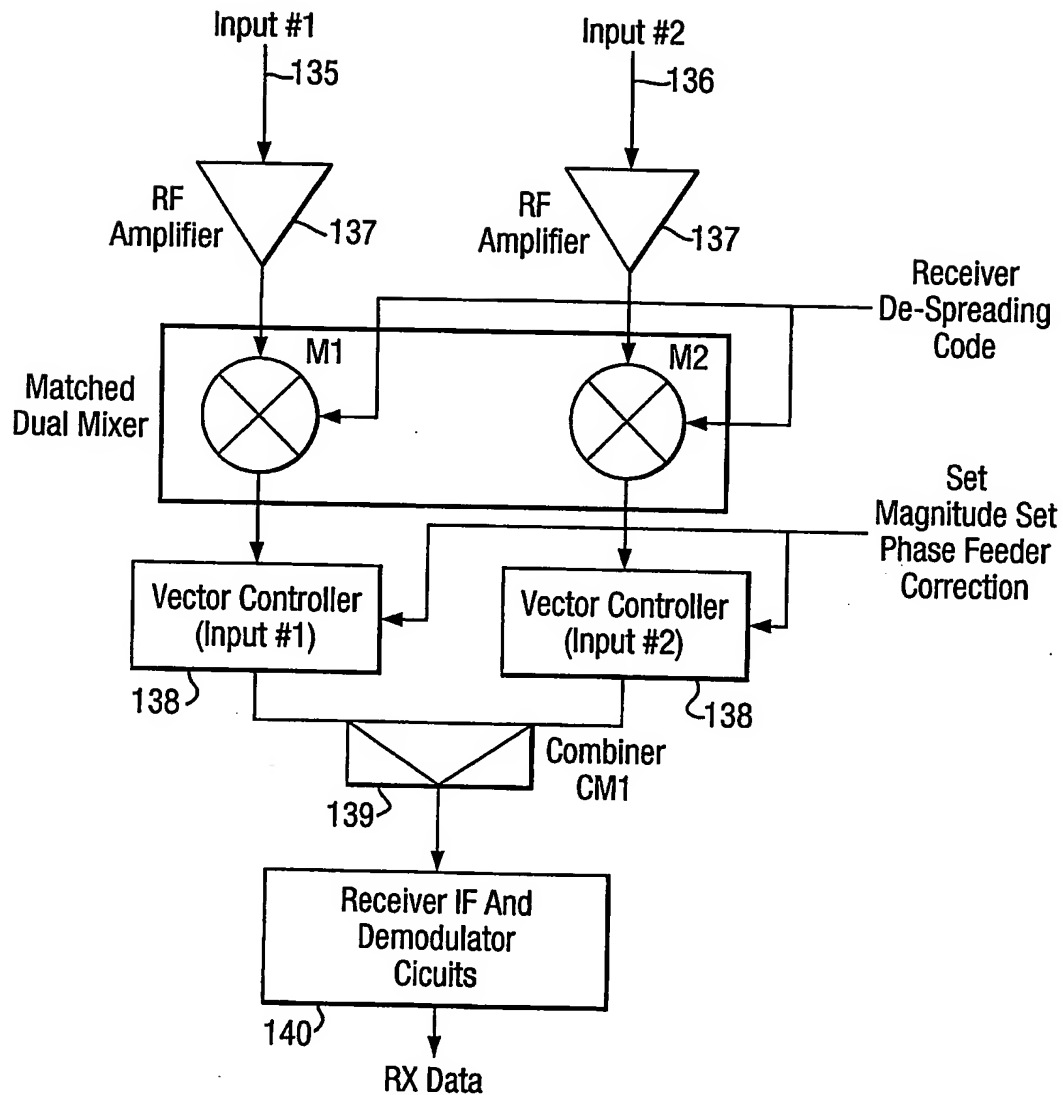 Input #1
Input #2
135
136
RF
Amplifier
137
RF
Amplifier
137
Receiver
De-Spreading
Code
Matched
Dual Mixer
M1
M2
Set
Magnitude Set
Phase Feeder
Correction
Vector Controller
(Input #1)
Vector Controller
(Input #2)
138
138
Combiner
CM1
139
Receiver IF And
Demodulator
Cicuits
140
RX Data